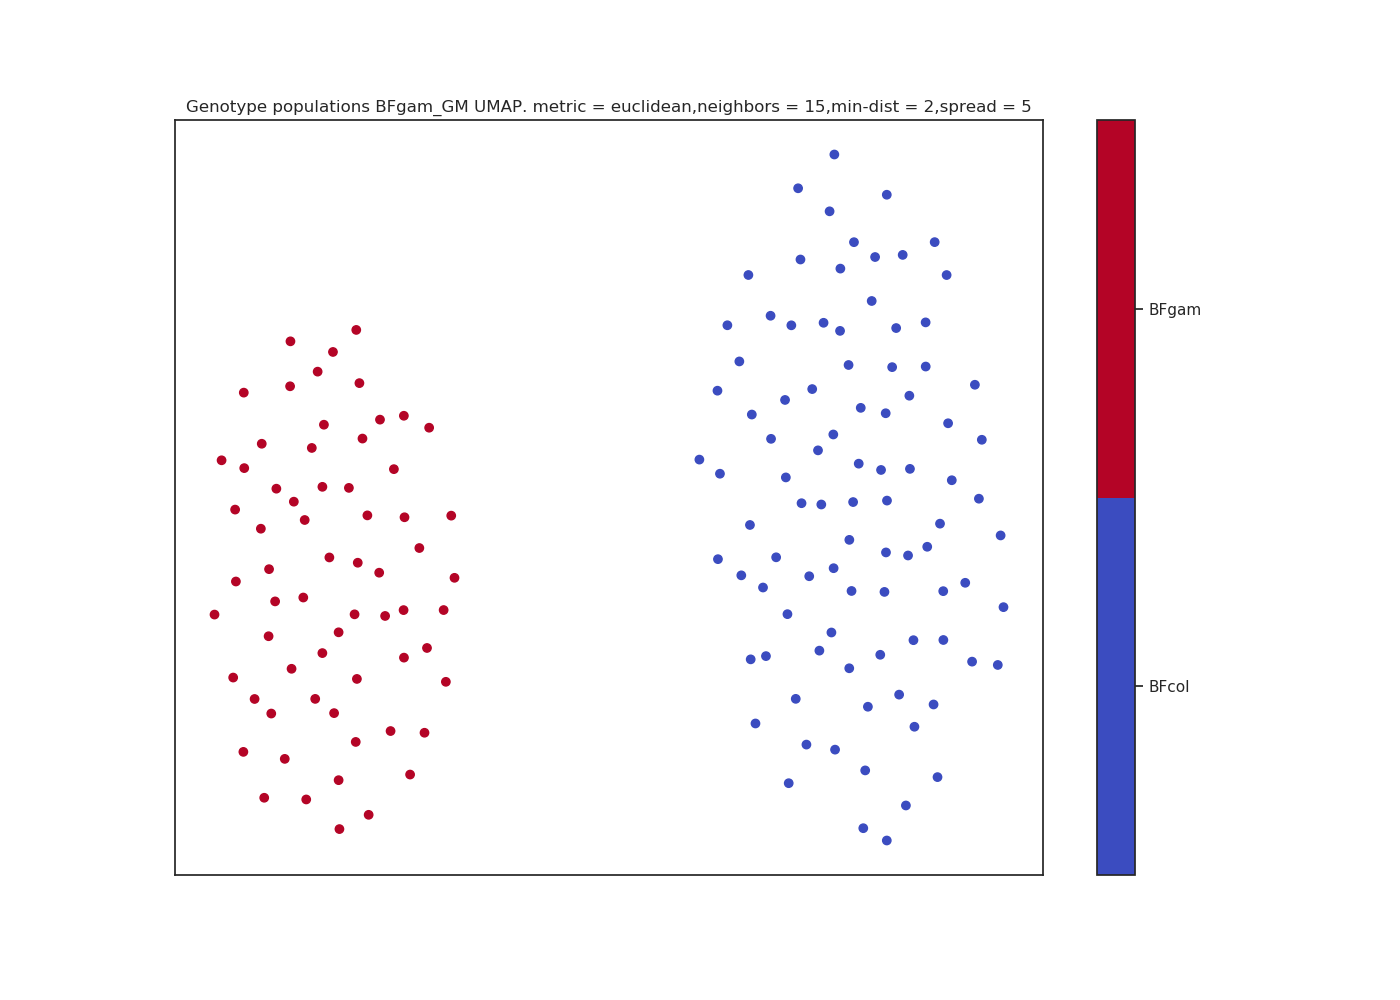 Genotype populations BFgam_GM UMAP. metric = euclidean,neighbors = 15,min-dist = 2,spread = 5
BFgam
BFcol